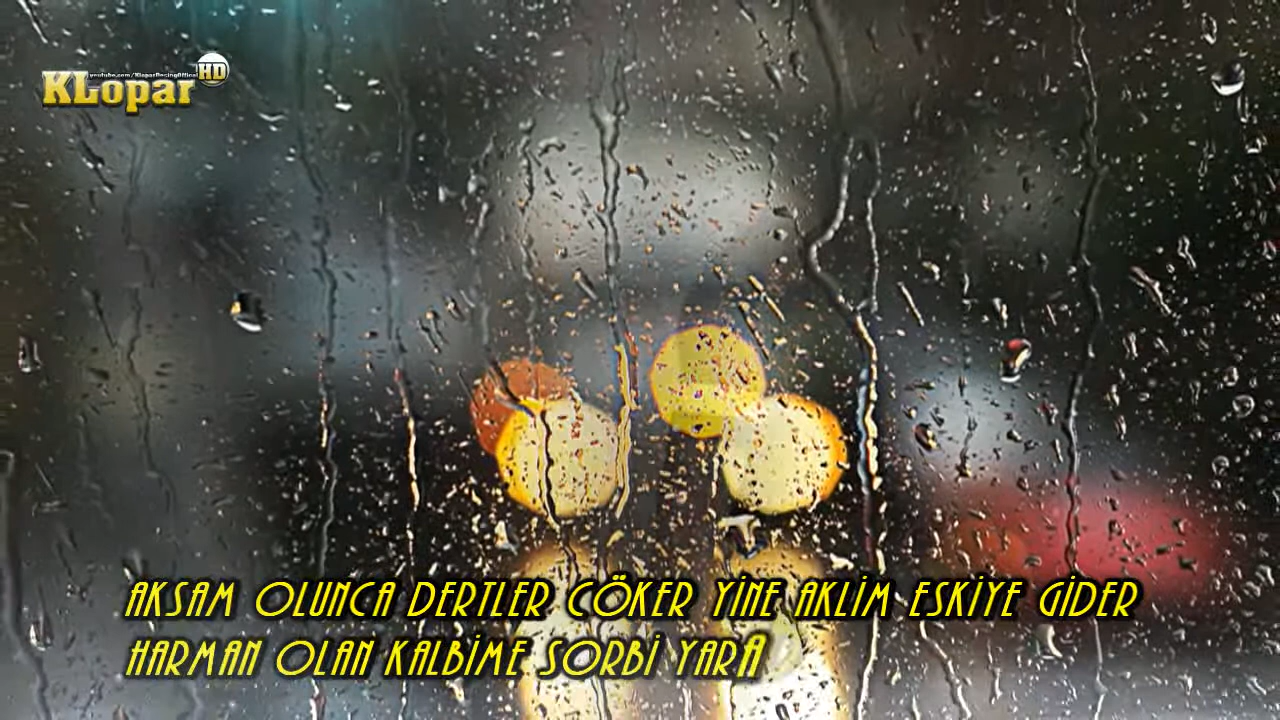 KLopar HD
AKSAM OLUNCA DERTLER CÖKER YİNE AKLİM ESKİYE GİDER
HARMAN OLAN KALBİME SORBİ YARA